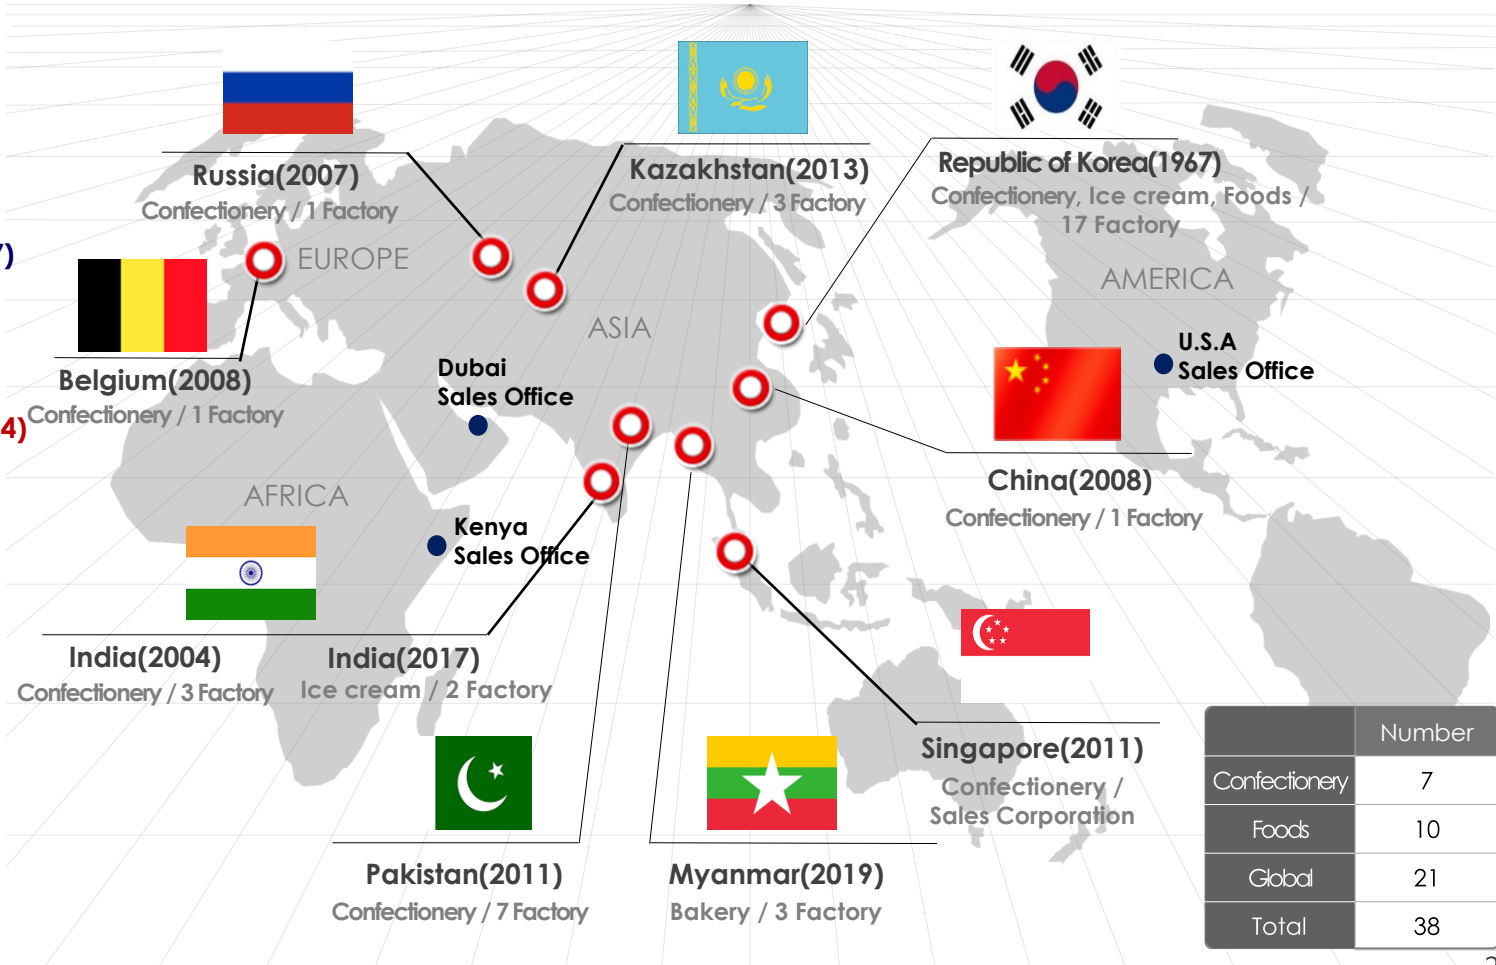 Russia(2007)
Confectionery / 1 Factory
Kazakhstan(2013)
Confectionery / 3 Factory
Republic of Korea(1967)
Confectionery, Ice cream, Foods /
17 Factory
7)
EUROPE
AMERICA
ASIA
U.S.A
Sales Office
Belgium(2008)
Confectionery / 1 Factory
4)
Dubai
Sales Office
China(2008)
Confectionery / 1 Factory
AFRICA
Kenya
Sales Office
India(2004)
Confectionery / 3 Factory
India(2017)
Ice cream / 2 Factory
Singapore(2011)
Confectionery /
Sales Corporation
Pakistan(2011)
Confectionery / 7 Factory
Myanmar(2019)
Bakery / 3 Factory
Number
Confectionery 7
Foods 10
Global 21
Total 38